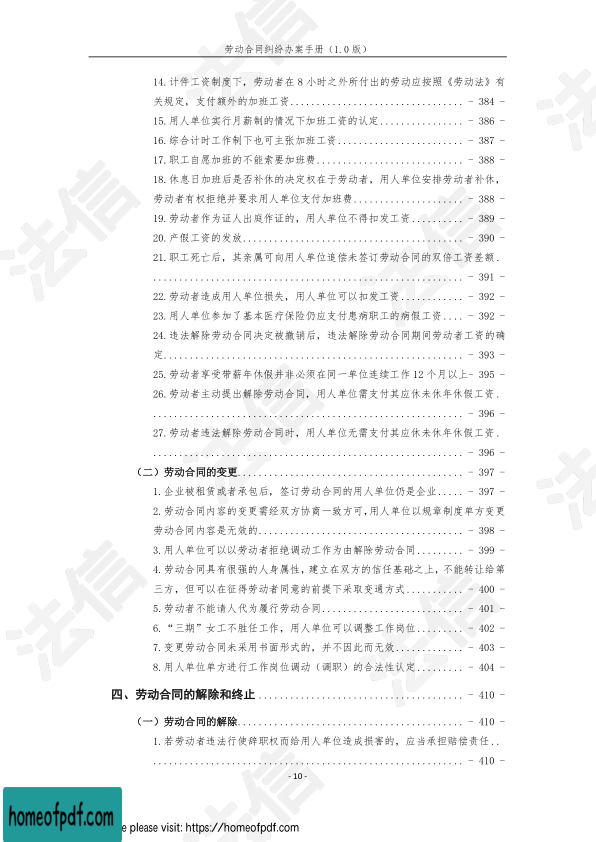 劳动合同纠纷办案手册（1.0 版）
14.计件工资制度下，劳动者在 8 小时之外所付出的劳动应按照《劳动法》有
关规定，支付额外的加班工资................................. - 384 -
15.用人单位实行月薪制的情况下加班工资的认定................ - 386 -
16.综合计时工作制下也可主张加班工资........................ - 387 -
17.职工自愿加班的不能索要加班费............................ - 388 -
18.休息日加班后是否补休的决定权在于劳动者，用人单位安排劳动者补休，
劳动者有权拒绝并要求用人单位支付加班费..................... - 388 -
19.劳动者作为证人出庭作证的，用人单位不得扣发工资.......... - 389 -
20.产假工资的发放.......................................... - 390 -
21.职工死亡后，其亲属可向用人单位追偿未签订劳动合同的双倍工资差额.
........................................................... - 391 -
22.劳动者造成用人单位损失，用人单位可以扣发工资............ - 392 -
23.用人单位参加了基本医疗保险仍应支付患病职工的病假工资.... - 392 -
24.违法解除劳动合同决定被撤销后，违法解除劳动合同期间劳动者工资的确
定......................................................... - 393 -
25.劳动者享受带薪年休假并非必须在同一单位连续工作 12 个月以上- 395 -
26.劳动者主动提出解除劳动合同，用人单位需支付其应休未休年休假工资.
........................................................... - 396 -
27.劳动者违法解除劳动合同时，用人单位无需支付其应休未休年休假工资.
........................................................... - 396 -
（二）劳动合同的变更........................................... - 397 -
1.企业被租赁或者承包后，签订劳动合同的用人单位仍是企业..... - 397 -
2.劳动合同内容的变更需经双方协商一致方可，用人单位以规章制度单方变更
劳动合同内容是无效的....................................... - 398 -
3.用人单位可以以劳动者拒绝调动工作为由解除劳动合同......... - 399 -
4.劳动合同具有很强的人身属性，建立在双方的信任基础之上，不能转让给第
三方，但可以在征得劳动者同意的前提下采取变通方式........... - 400 -
5.劳动者不能请人代为履行劳动合同........................... - 401 -
6.“三期”女工不胜任工作，用人单位可以调整工作岗位......... - 402 -
7.变更劳动合同未采用书面形式的，并不因此而无效............. - 403 -
8.用人单位单方进行工作岗位调动（调职）的合法性认定......... - 404 -
四、劳动合同的解除和终止....................................... - 410 -
（一）劳动合同的解除........................................... - 410 -
1.若劳动者违法行使辞职权而给用人单位造成损害的，应当承担赔偿责任..
........................................................... - 410 -
- 10 -
homeofpdf.com
e please visit: https://homeofpdf.com
法信
法信
法信
法信
法信
法信
法信
法信
法信